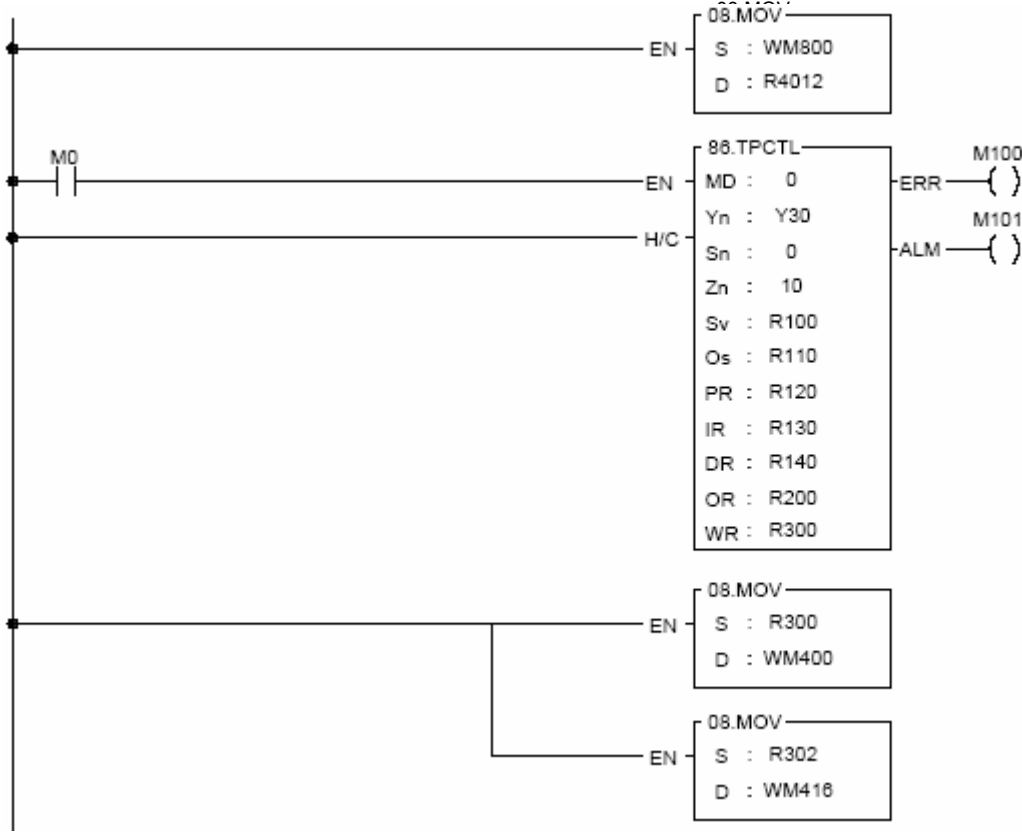 08.MOV
EN S : WM800
D : R4012
M0
86.TPCTL
M100
EN MD : 0 ERR
Yn : Y30
M101
H/C
Sn : 0 ALM
Zn : 10
Sv : R100
Os : R110
PR : R120
IR : R130
DR : R140
OR : R200
WR : R300
08.MOV
EN S : R300
D : WM400
08.MOV
EN S : R302
D : WM416